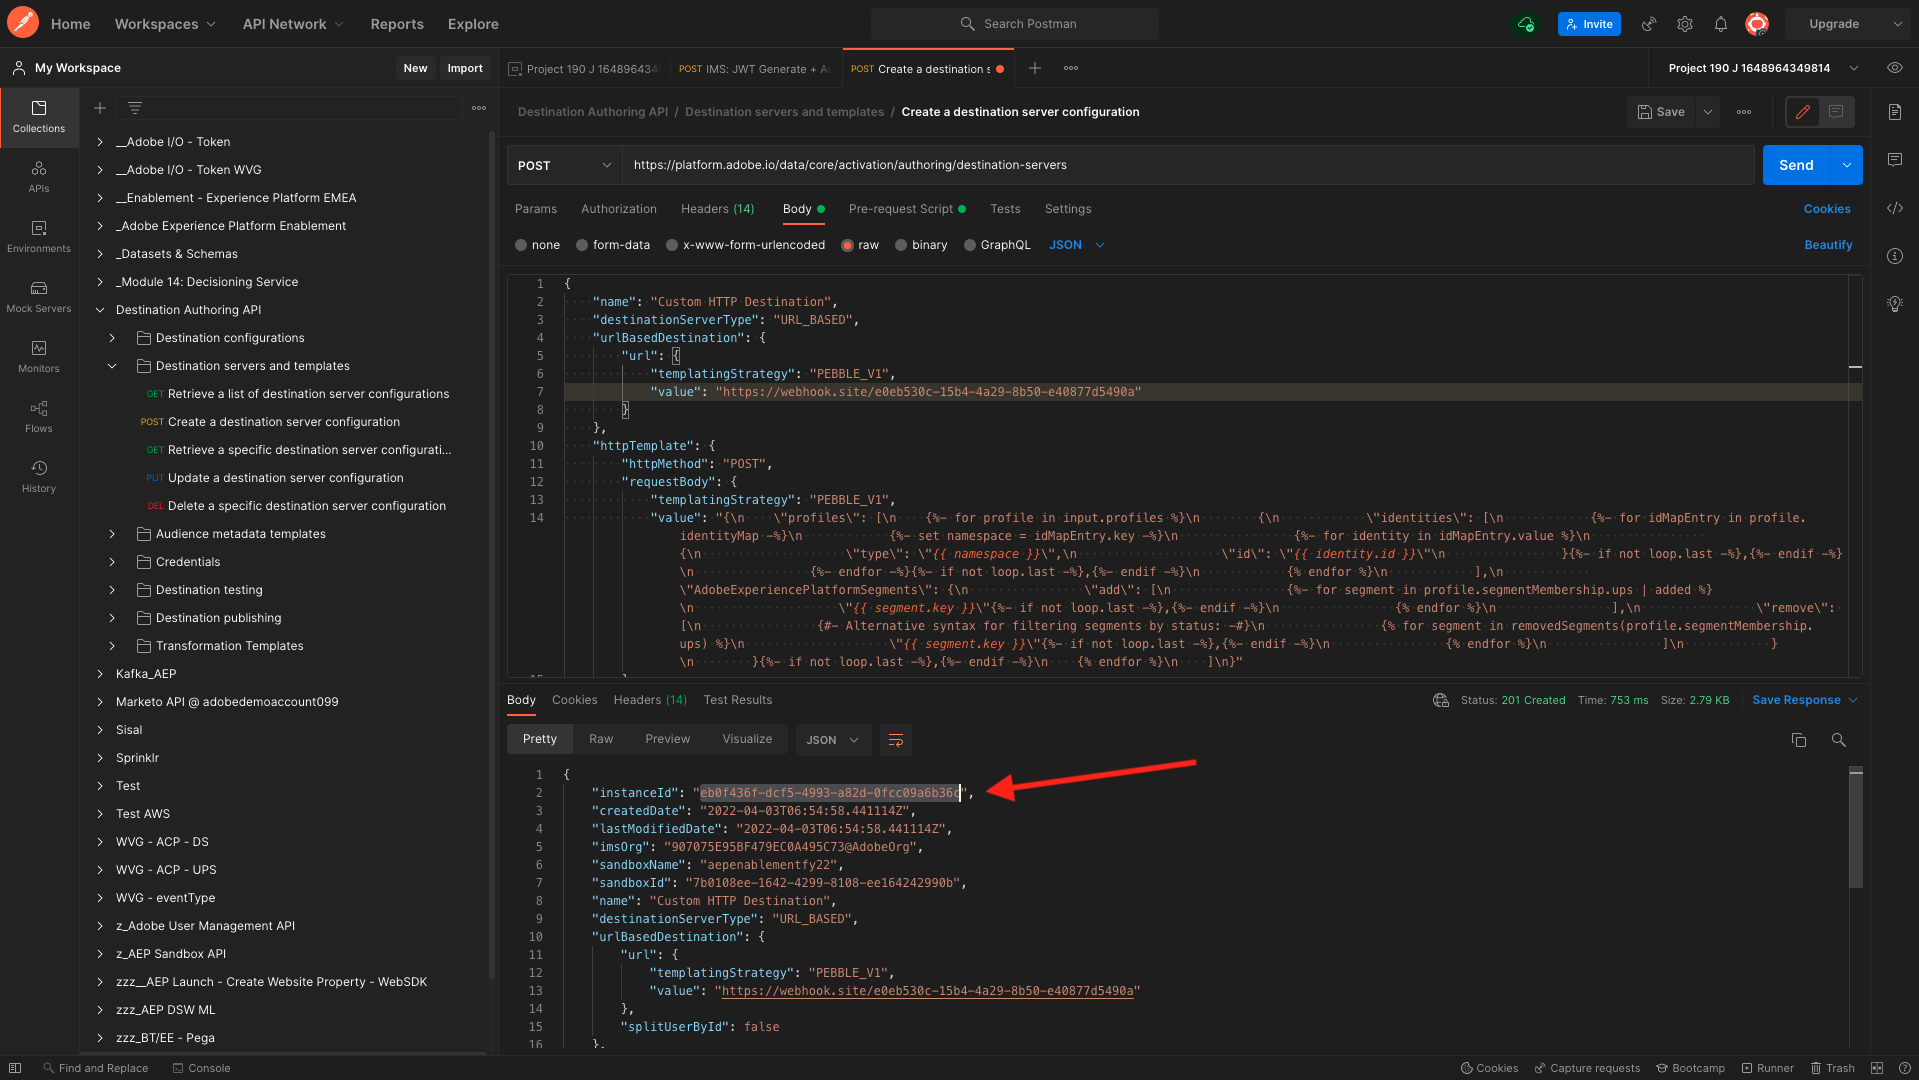 Home Workspaces API Network Reports Explore Search Postman Invite Upgrade
My Workspace New Import Project 190 J 164896434 POST IMS: JWT Generate + Au POST Create a destination s Project 190 J 1648964349814
Collections
APIs
Environments
Mock Servers
Monitors
Flows
History
__Adobe I/O - Token
__Adobe I/O - Token WVG
__Enablement - Experience Platform EMEA
_Adobe Experience Platform Enablement
_Datasets & Schemas
_Module 14: Decisioning Service
Destination Authoring API
Destination configurations
Destination servers and templates
GET Retrieve a list of destination server configurations
POST Create a destination server configuration
GET Retrieve a specific destination server configurati...
PUT Update a destination server configuration
DEL Delete a specific destination server configuration
Audience metadata templates
Credentials
Destination testing
Destination publishing
Transformation Templates
Kafka_AEP
Marketo API @ adobedemoaccount099
Sisal
Sprinklr
Test
Test AWS
WVG - ACP - DS
WVG - ACP - UPS
WVG - eventType
z_Adobe User Management API
z_AEP Sandbox API
zzz__AEP Launch - Create Website Property - WebSDK
zzz_AEP DSW ML
zzz_BT/EE - Pega
Destination Authoring API / Destination servers and templates / Create a destination server configuration Save
POST https://platform.adobe.io/data/core/activation/authoring/destination-servers Send
Params Authorization Headers (14) Body Pre-request Script Tests Settings Cookies
none form-data x-www-form-urlencoded raw binary GraphQL JSON Beautify
1 {
2 "name": "Custom HTTP Destination",
3 "destinationServerType": "URL_BASED",
4 "urlBasedDestination": {
5 "url": {
6 "templatingStrategy": "PEBBLE_V1",
7 "value": "https://webhook.site/e0eb530c-15b4-4a29-8b50-e40877d5490a"
8 }
9 },
10 "httpTemplate": {
11 "httpMethod": "POST",
12 "requestBody": {
13 "templatingStrategy": "PEBBLE_V1",
14 "value": "{\n \"profiles\": [\n {%- for profile in input.profiles %}\n {\n \"identities\": [\n {%- for idMapEntry in profile.
identityMap -%}\n {%- set namespace = idMapEntry.key -%}\n {%- for identity in idMapEntry.value %}\n
{\n \"type\": \"{{ namespace }}\",\n \"id\": \"{{ identity.id }}\"\n }{%- if not loop.last -%},{%- endif -%}
\n {%- endfor -%}{%- if not loop.last -%},{%- endif -%}\n {% endfor %}\n ],\n
\"AdobeExperiencePlatformSegments\": {\n \"add\": [\n {%- for segment in profile.segmentMembership.ups | added %}
\n \"{{ segment.key }}\"{%- if not loop.last -%},{%- endif -%}\n {% endfor %}\n ],\n \"remove\":
[\n {#- Alternative syntax for filtering segments by status: -#}\n {% for segment in removedSegments(profile.segmentMembership.
ups) %}\n \"{{ segment.key }}\"{%- if not loop.last -%},{%- endif -%}\n {% endfor %}\n ]\n }
\n }{%- if not loop.last -%},{%- endif -%}\n {% endfor %}\n ]\n}"
Body Cookies Headers (14) Test Results Status: 201 Created Time: 753 ms Size: 2.79 KB Save Response
Pretty Raw Preview Visualize JSON
1 {
2 "instanceId": "eb0f436f-dcf5-4993-a82d-0fcc09a6b36c",
3 "createdDate": "2022-04-03T06:54:58.441114Z",
4 "lastModifiedDate": "2022-04-03T06:54:58.441114Z",
5 "imsOrg": "907075E95BF479EC0A495C73@AdobeOrg",
6 "sandboxName": "aepenablementfy22",
7 "sandboxId": "7b0108ee-1642-4299-8108-ee164242990b",
8 "name": "Custom HTTP Destination",
9 "destinationServerType": "URL_BASED",
10 "urlBasedDestination": {
11 "url": {
12 "templatingStrategy": "PEBBLE_V1",
13 "value": "https://webhook.site/e0eb530c-15b4-4a29-8b50-e40877d5490a"
14 },
15 "splitUserById": false
16 },
Find and Replace Console Cookies Capture requests Bootcamp Runner Trash